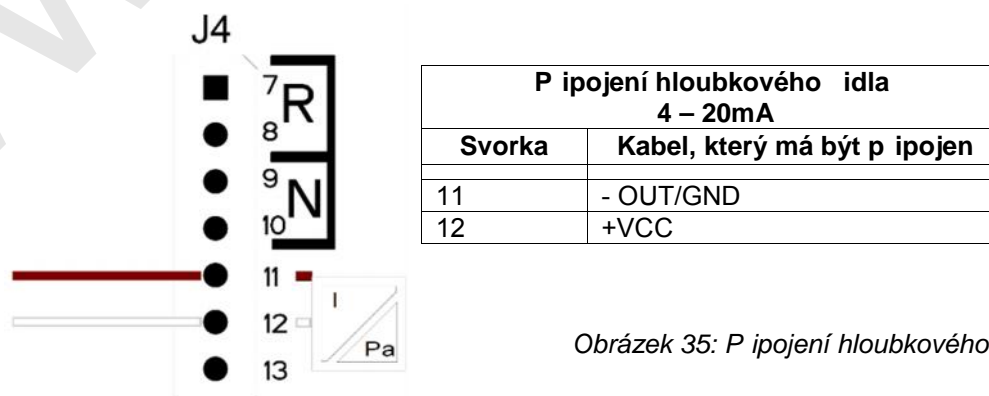 J4
7
R
8
9
N
10
11
12
13
I
Pa
P ipojení hloubkového idla
4 – 20mA
Svorka Kabel, který má být p ipojen
11 - OUT/GND
12 +VCC
Obrázek 35: P ipojení hloubkového